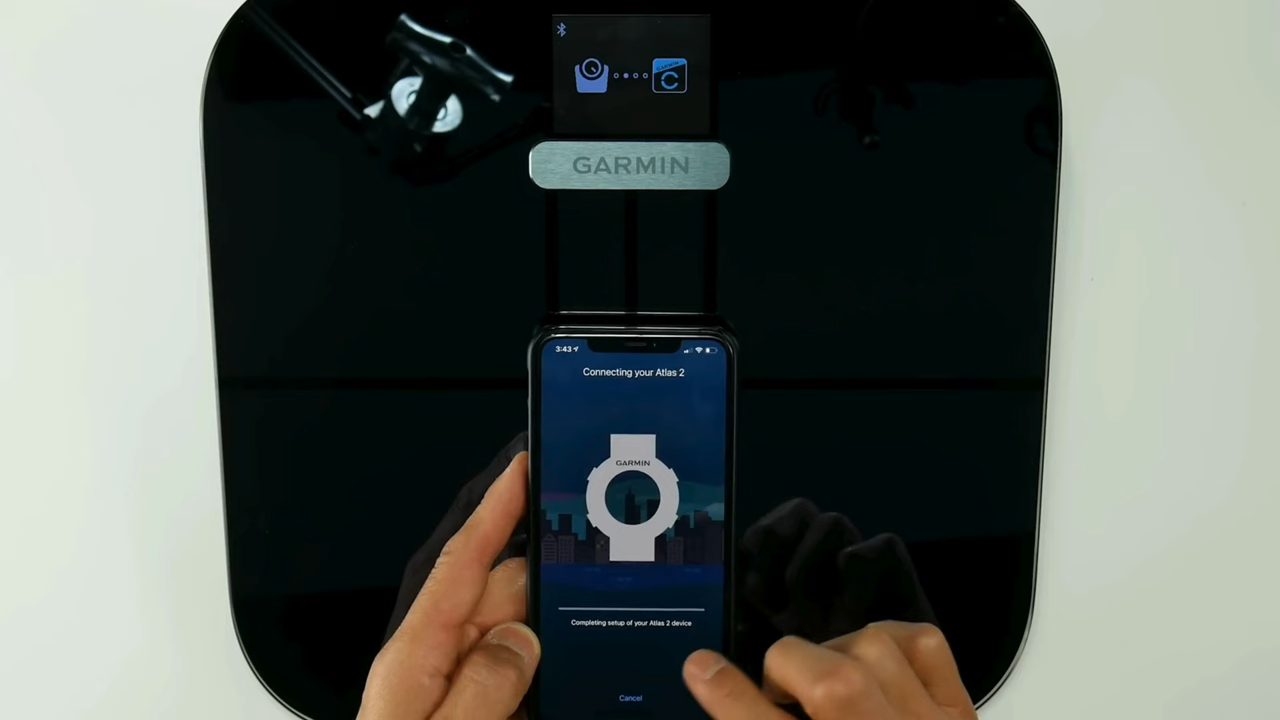 GARMIN
3:43
Connecting your Atlas 2
GARMIN
Completing setup of your Atlas 2 device
Cancel